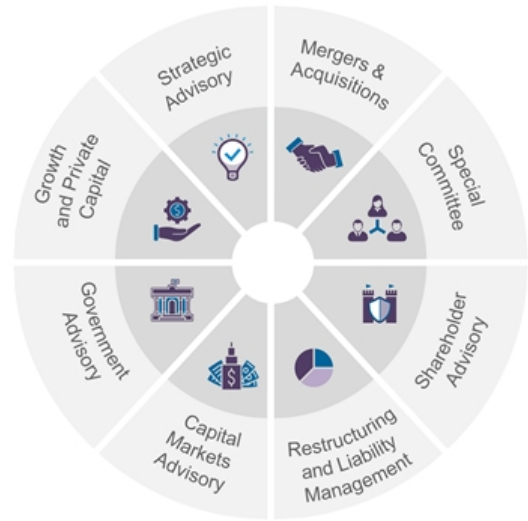 Strategic
Advisory
Mergers &
Acquisitions
Special
Committee
Shareholder
Advisory
Restructuring
and Liability
Management
Capital
Markets
Advisory
Government
Advisory
Growth
and Private
Capital
$
$